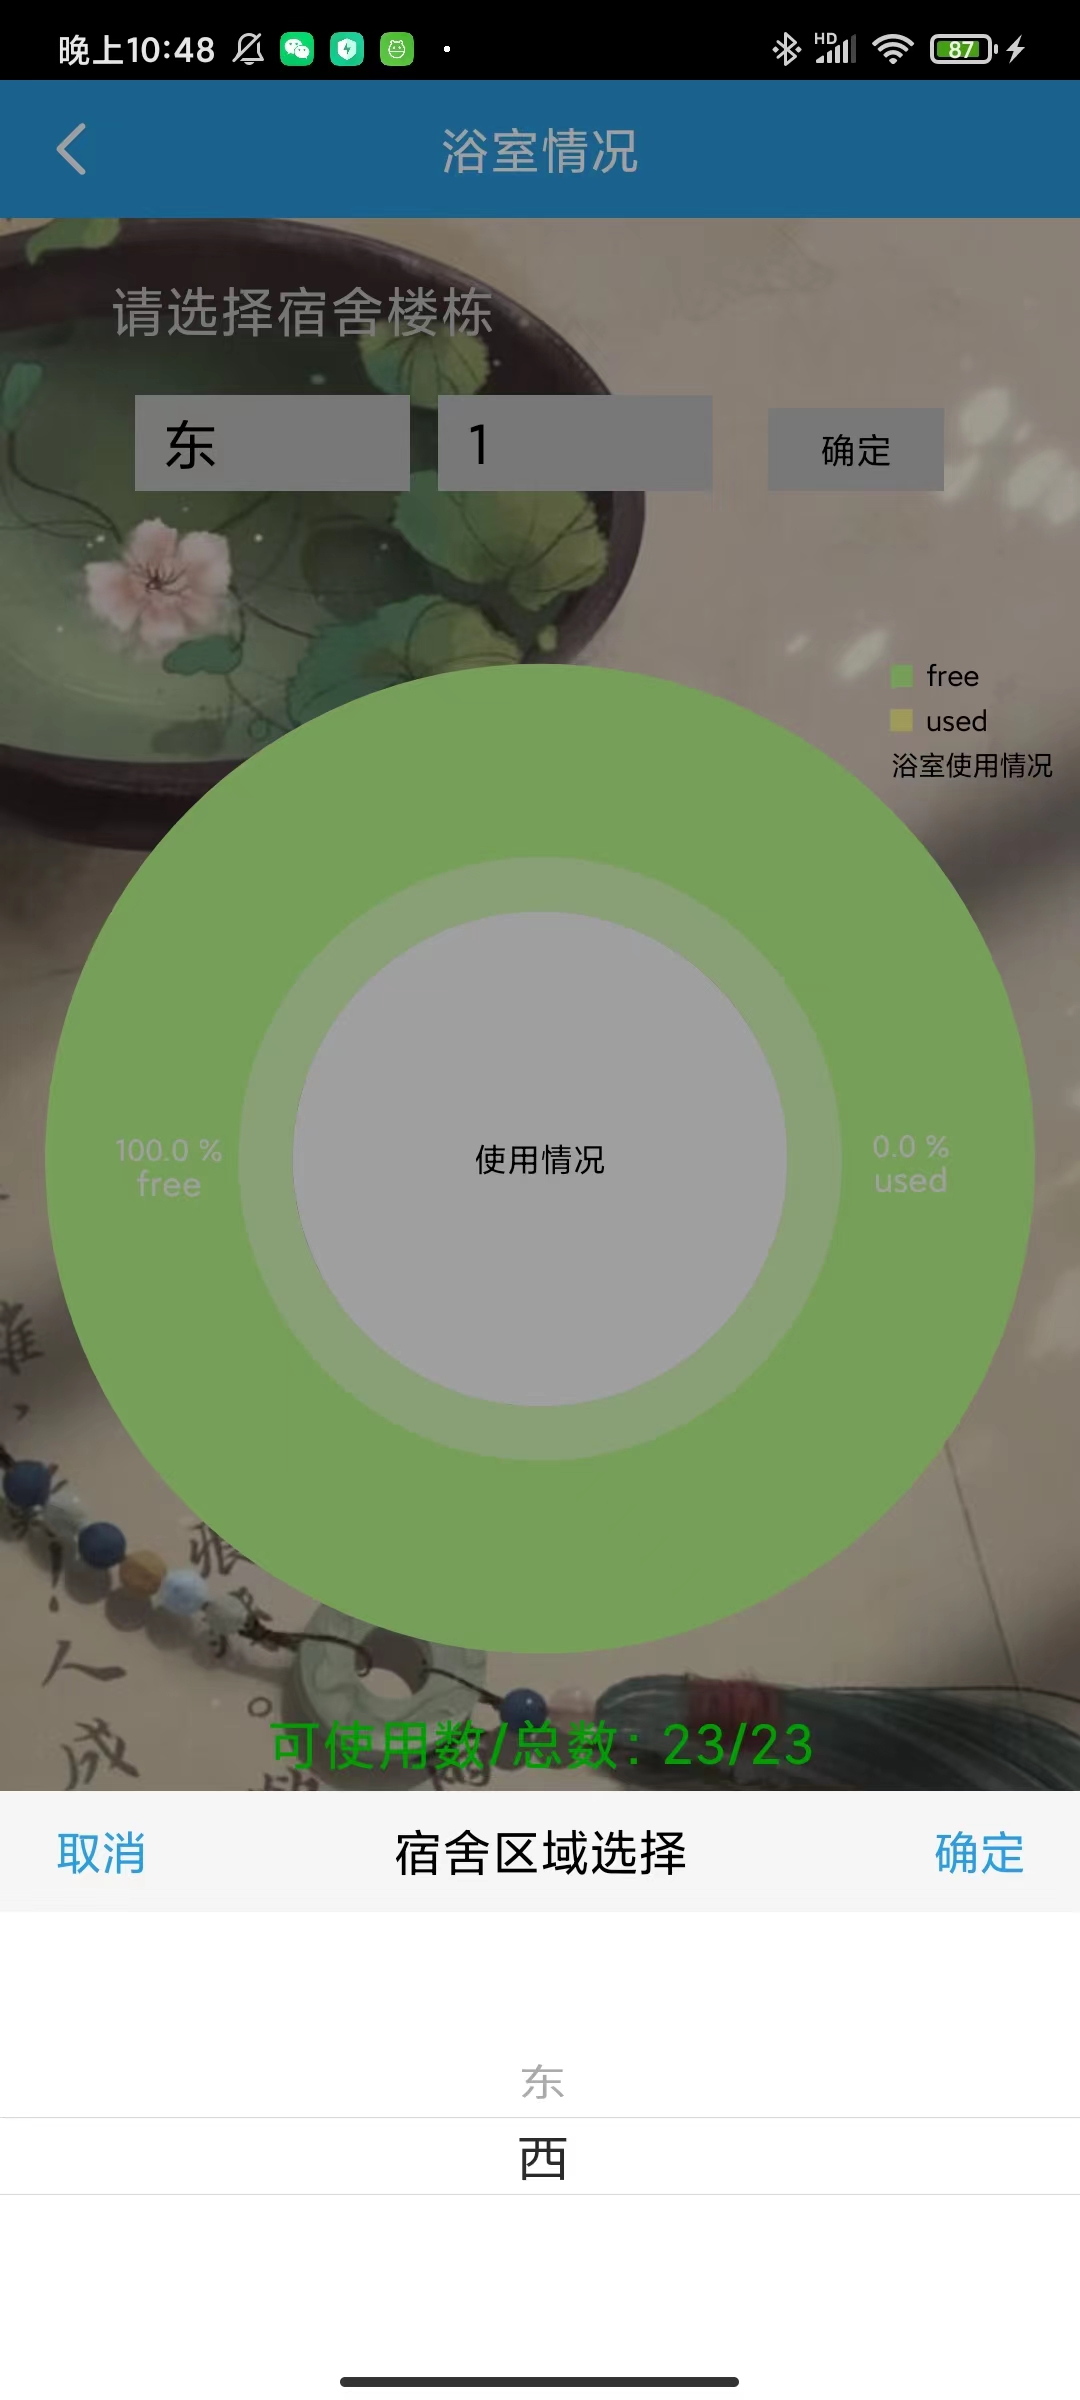 晚上10:48
HD
87
浴室情况
请选择宿舍楼栋
东 1 确定
free
used
浴室使用情况
100.0 %
free
使用情况
0.0 %
used
人
成
可使用数/总数: 23/23
取消 宿舍区域选择 确定
东
西